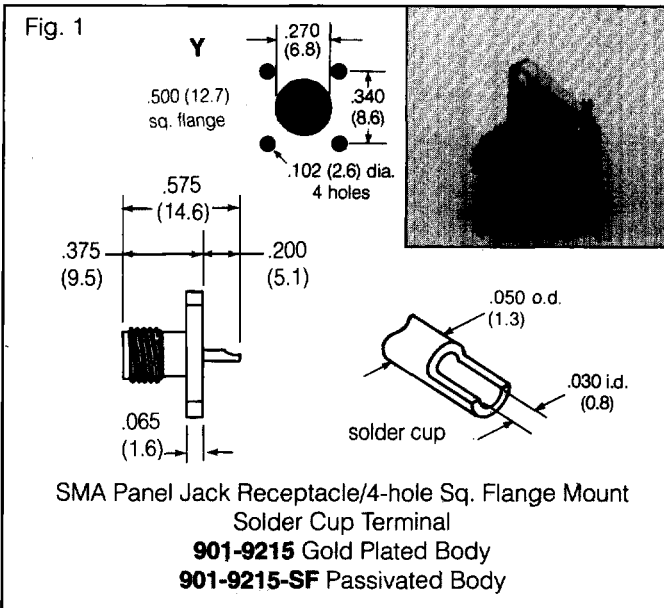 Fig. 1
Y
.270
(6.8)
.500 (12.7)
sq. flange
.340
(8.6)
.102 (2.6) dia.
4 holes
.575
(14.6)
.375
(9.5)
.200
(5.1)
.065
(1.6)
.050 o.d.
(1.3)
.030 i.d.
(0.8)
solder cup
SMA Panel Jack Receptacle/4-hole Sq. Flange Mount
Solder Cup Terminal
901-9215 Gold Plated Body
901-9215-SF Passivated Body